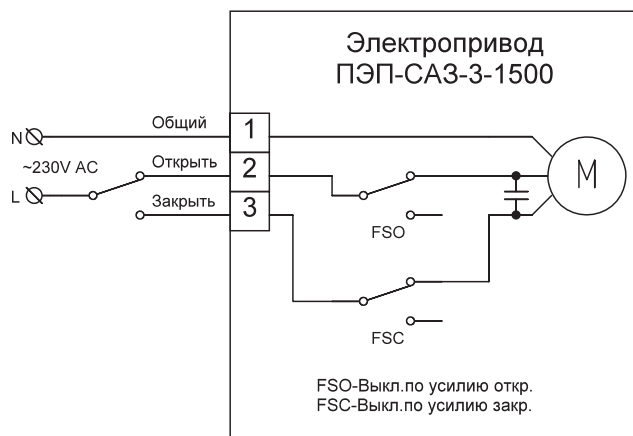 Электропривод
ПЭП-САЗ-3-1500
Общий
1
N
~230V AC
Открыть
2
L
Закрыть
3
M
FSO
FSC
FSO-Выкл.по усилию откр.
FSC-Выкл.по усилию закр.